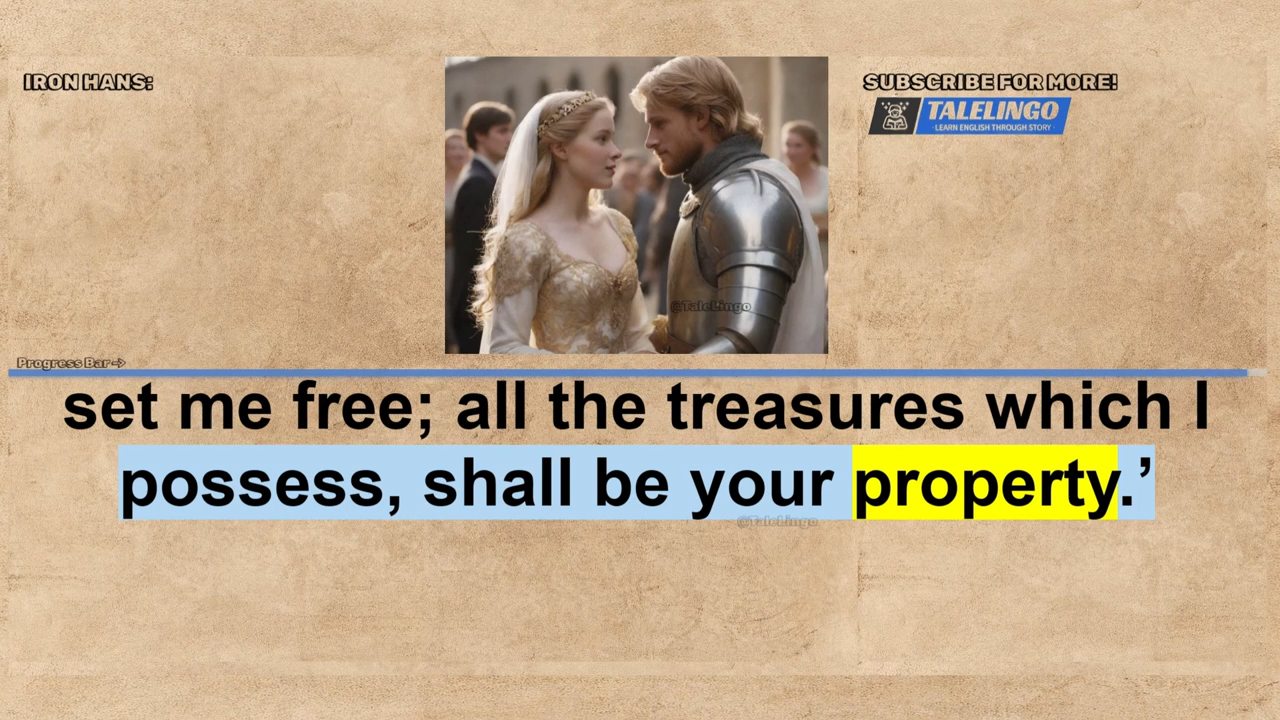 IRON HANS:
SUBSCRIBE FOR MORE!
TALELINGO
·LEARN ENGLISH THROUGH STORY·
@TaleLingo
Progress Bar->
set me free; all the treasures which I
possess, shall be your property.’
@TaleLingo